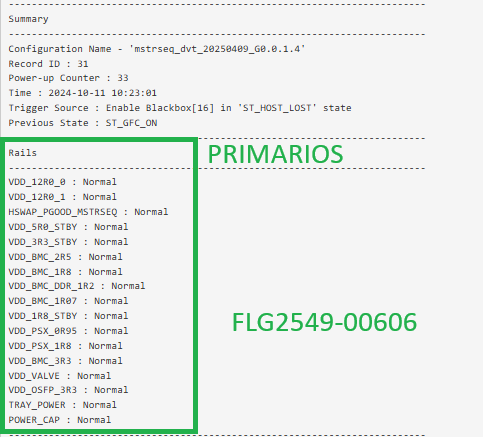 Summary
Configuration Name - 'mstrseq_dvt_20250409_G0.0.1.4'
Record ID : 31
Power-up Counter : 33
Time : 2024-10-11 10:23:01
Trigger Source : Enable Blackbox[16] in 'ST_HOST_LOST' state
Previous State : ST_GFC_ON
Rails
PRIMARIOS
VDD_12R0_0 : Normal
VDD_12R0_1 : Normal
HSWAP_PGOOD_MSTRSEQ : Normal
VDD_5R0_STBY : Normal
VDD_3R3_STBY : Normal
VDD_BMC_2R5 : Normal
VDD_BMC_1R8 : Normal
VDD_BMC_DDR_1R2 : Normal
VDD_BMC_1R07 : Normal
VDD_1R8_STBY : Normal
VDD_PSX_0R95 : Normal
FLG2549-00606
VDD_PSX_1R8 : Normal
VDD_BMC_3R3 : Normal
VDD_VALVE : Normal
VDD_OSFP_3R3 : Normal
TRAY_POWER : Normal
POWER_CAP : Normal